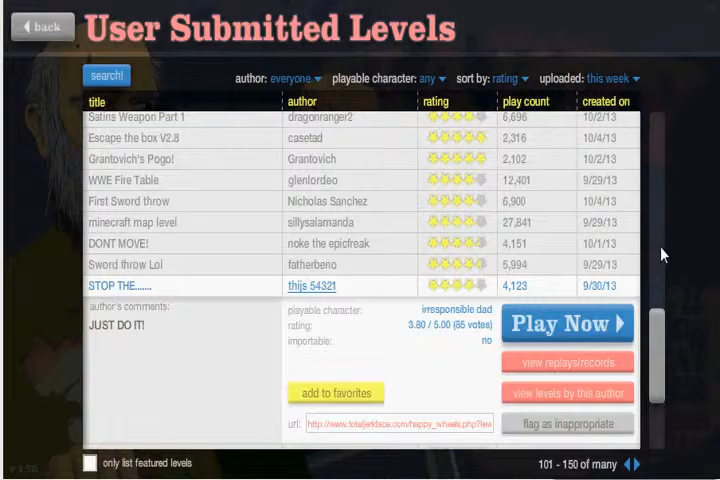 back
User Submitted Levels
search!
author: everyone playable character: any sort by: rating uploaded: this week
title author rating play count created on
Satins Weapon Part 1 dragonranger2 6,696 10/2/13
Escape the box V2.8 casetad 2,316 10/4/13
Grantovich's Pogo! Grantovich 2,102 10/2/13
WWE Fire Table glenlordeo 12,401 9/29/13
First Sword throw Nicholas Sanchez 6,900 10/4/13
minecraft map level sillysalamanda 27,841 9/29/13
DONT MOVE! noke the epicfreak 4,151 10/1/13
Sword throw Lol fatherbeno 5,994 9/29/13
STOP THE....... thijs 54321 4,123 9/30/13
author's comments:
JUST DO IT!
playable character: irresponsible dad
rating: 3.80 / 5.00 (65 votes)
importable: no
Play Now
view replays/records
add to favorites
view levels by this author
url: http://www.totaljerkface.com/happy_wheels.php?lev
flag as inappropriate
only list featured levels
101 - 150 of many